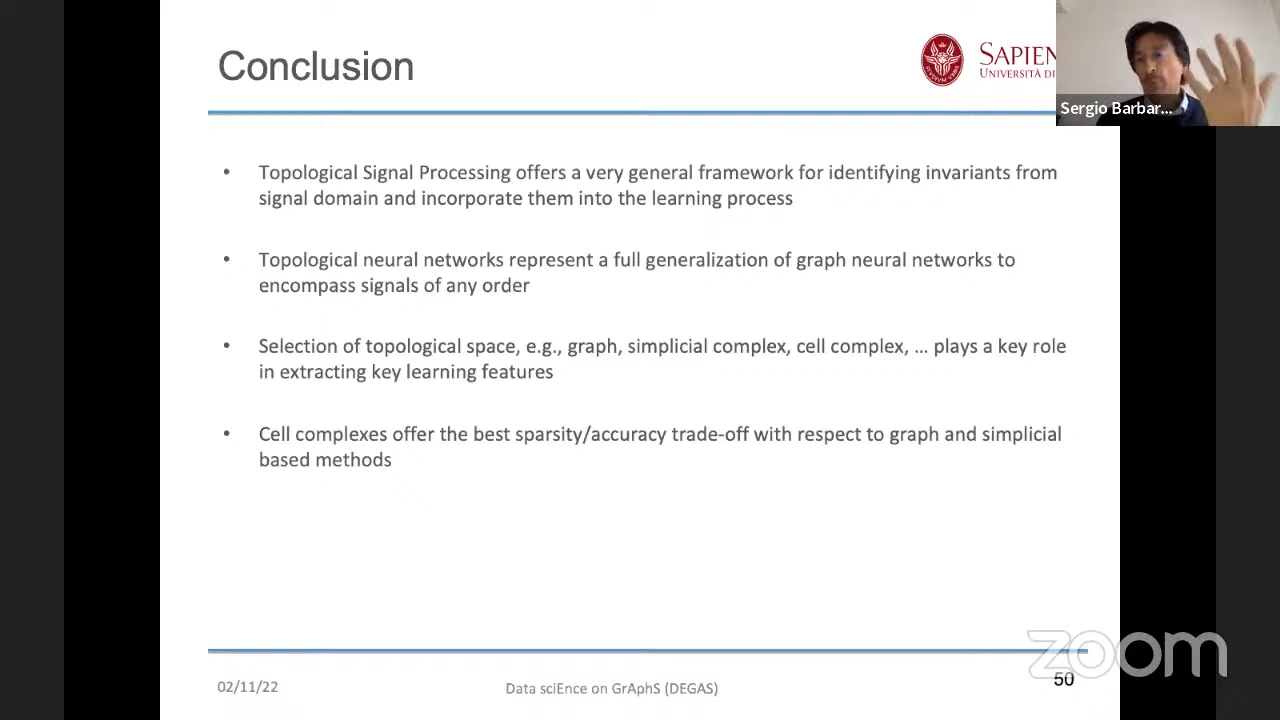 Conclusion
SAPIEN
UNIVERSITÀ DI
Sergio Barbar...
• Topological Signal Processing offers a very general framework for identifying invariants from
signal domain and incorporate them into the learning process
• Topological neural networks represent a full generalization of graph neural networks to
encompass signals of any order
• Selection of topological space, e.g., graph, simplicial complex, cell complex, … plays a key role
in extracting key learning features
• Cell complexes offer the best sparsity/accuracy trade-off with respect to graph and simplicial
based methods
zoom
02/11/22
Data sciEnce on GrAphS (DEGAS)
50